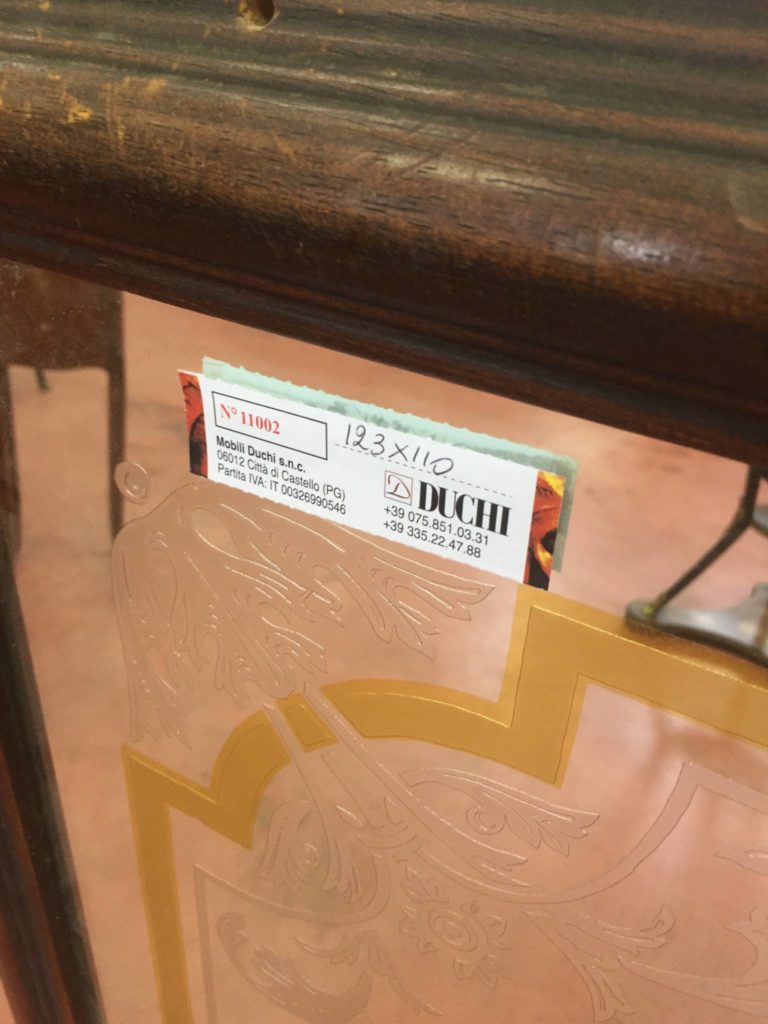 N° 11002
123x110
Mobili Duchi s.n.c.
06012 Città di Castello (PG)
Partita IVA: IT 00326990546
DUCHI
+39 075.851.03.31
+39 335.22.47.88